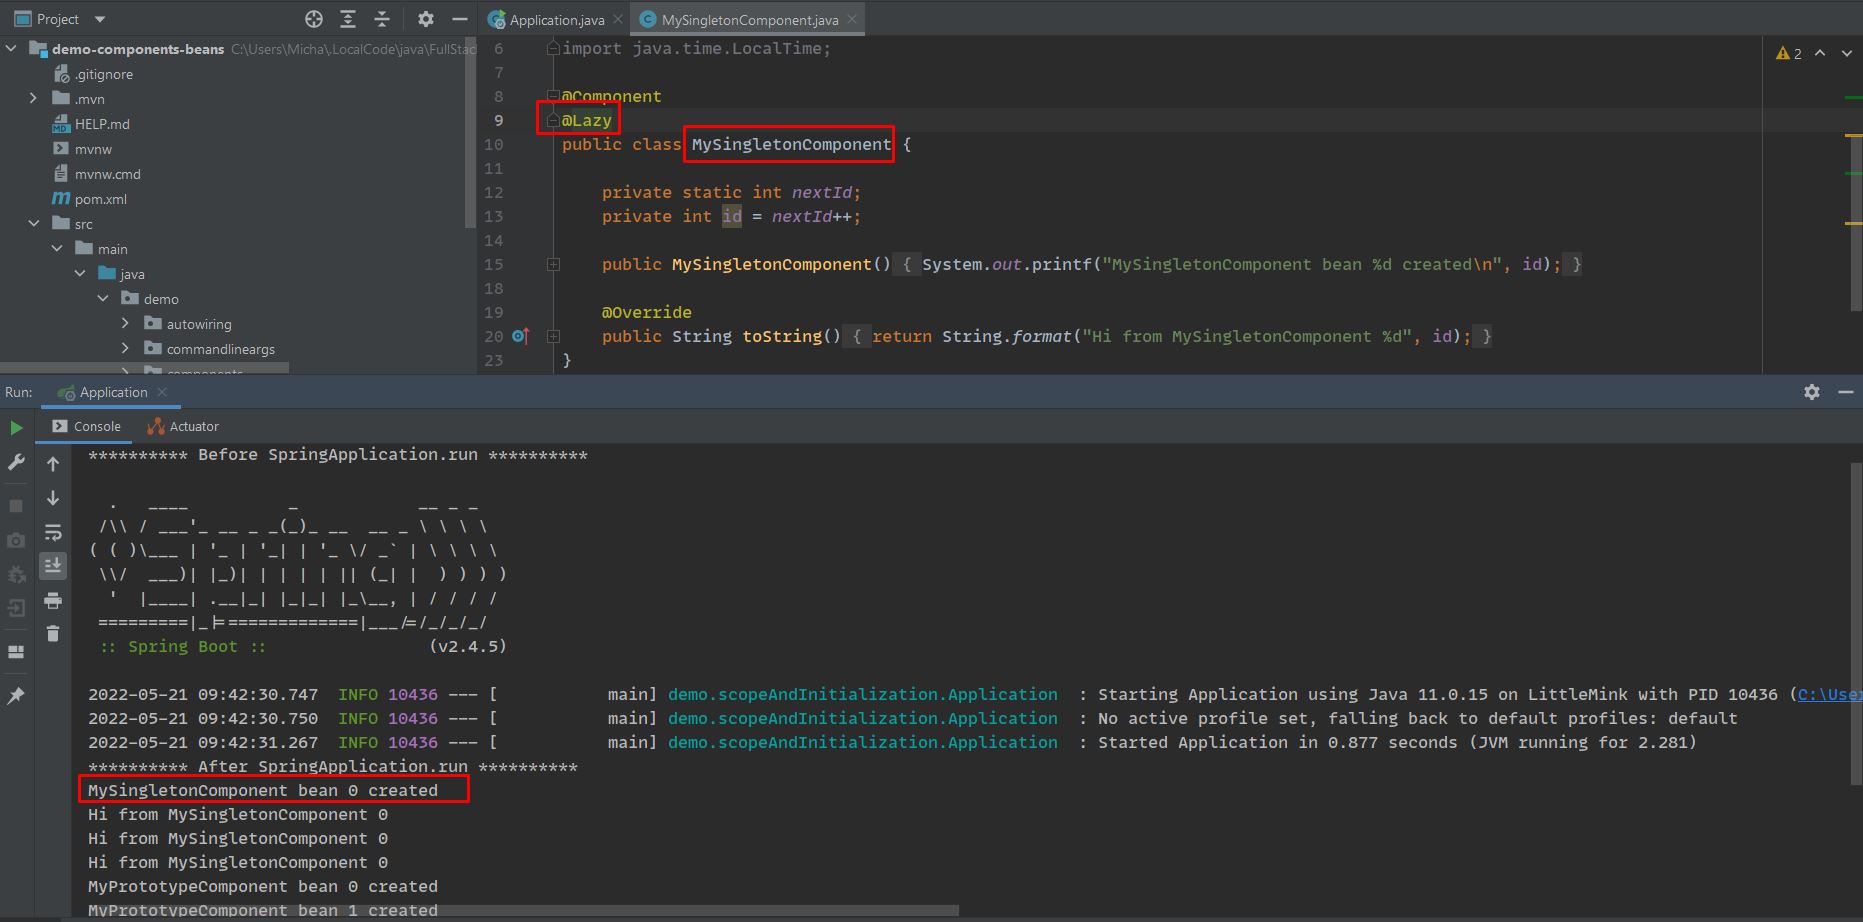 Project
Application.java
MySingletonComponent.java
demo-components-beans C:\Users\Micha\.LocalCode\java\FullStac
.gitignore
.mvn
HELP.md
mvnw
mvnw.cmd
pom.xml
src
main
java
demo
autowiring
commandlineargs
components
6 import java.time.LocalTime;
7
8 @Component
9 @Lazy
10 public class MySingletonComponent {
11
12 private static int nextId;
13 private int id = nextId++;
14
15 public MySingletonComponent() { System.out.printf("MySingletonComponent bean %d created\n", id); }
18
19 @Override
20 public String toString() { return String.format("Hi from MySingletonComponent %d", id); }
23 }
2
Run: Application
Console Actuator
********** Before SpringApplication.run **********
  .   ____          _            __ _ _
 /\\ / ___'_ __ _ _(_)_ __  __ _ \ \ \ \
( ( )\___ | '_ | '_| | '_ \/ _` | \ \ \ \
 \\/  ___)| |_)| | | | | || (_| |  ) ) ) )
  '  |____| .__|_| |_|_| |_\__, | / / / /
 =========|_|==============|___/=/_/_/_/
:: Spring Boot :: (v2.4.5)
2022-05-21 09:42:30.747 INFO 10436 --- [ main] demo.scopeAndInitialization.Application : Starting Application using Java 11.0.15 on LittleMink with PID 10436 (C:\User
2022-05-21 09:42:30.750 INFO 10436 --- [ main] demo.scopeAndInitialization.Application : No active profile set, falling back to default profiles: default
2022-05-21 09:42:31.267 INFO 10436 --- [ main] demo.scopeAndInitialization.Application : Started Application in 0.877 seconds (JVM running for 2.281)
********** After SpringApplication.run **********
MySingletonComponent bean 0 created
Hi from MySingletonComponent 0
Hi from MySingletonComponent 0
Hi from MySingletonComponent 0
MyPrototypeComponent bean 0 created
MyPrototypeComponent bean 1 created